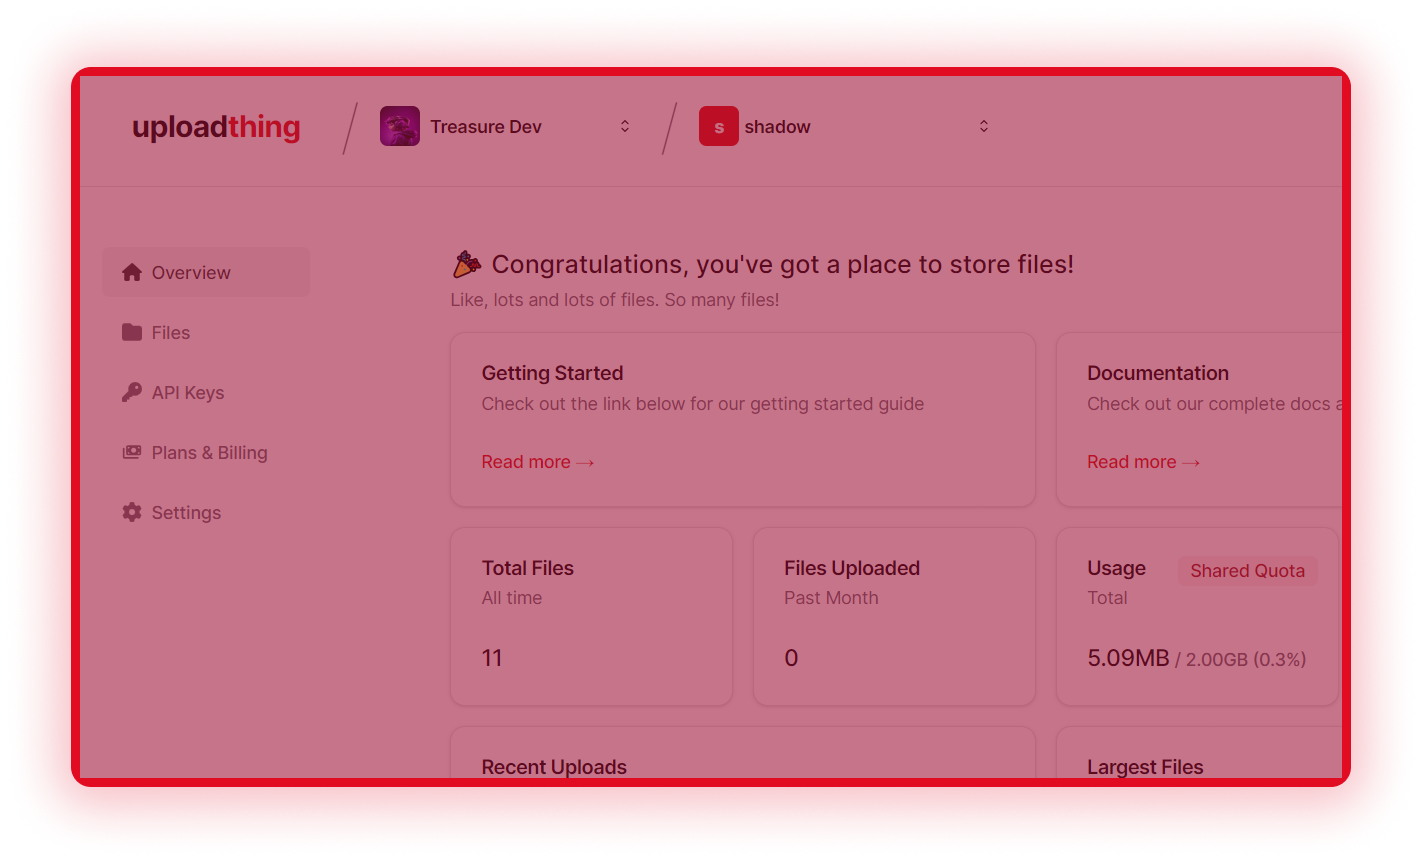 uploadthing
Treasure Dev
s shadow
Overview
Files
API Keys
Plans & Billing
Settings
🎉 Congratulations, you've got a place to store files!
Like, lots and lots of files. So many files!
Getting Started
Check out the link below for our getting started guide
Read more →
Documentation
Check out our complete docs a
Read more →
Total Files
All time
11
Files Uploaded
Past Month
0
Usage
Shared Quota
Total
5.09MB / 2.00GB (0.3%)
Recent Uploads
Largest Files